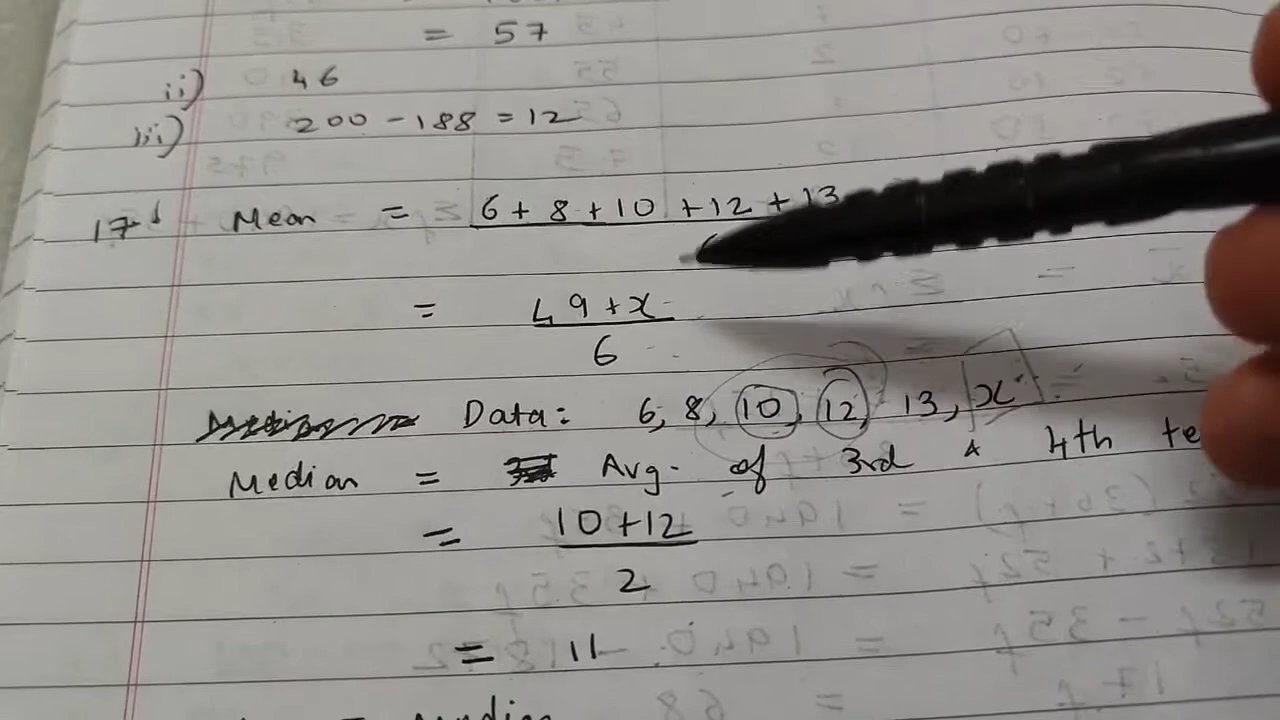 = 57
ii) 46
iii) 200 - 188 = 12
17. Mean = 6 + 8 + 10 + 12 + 13
= 49 + x
6
Data: 6, 8, 10, 12, 13, x
Median = Avg. of 3rd & 4th te
= 10 + 12
2
= 11